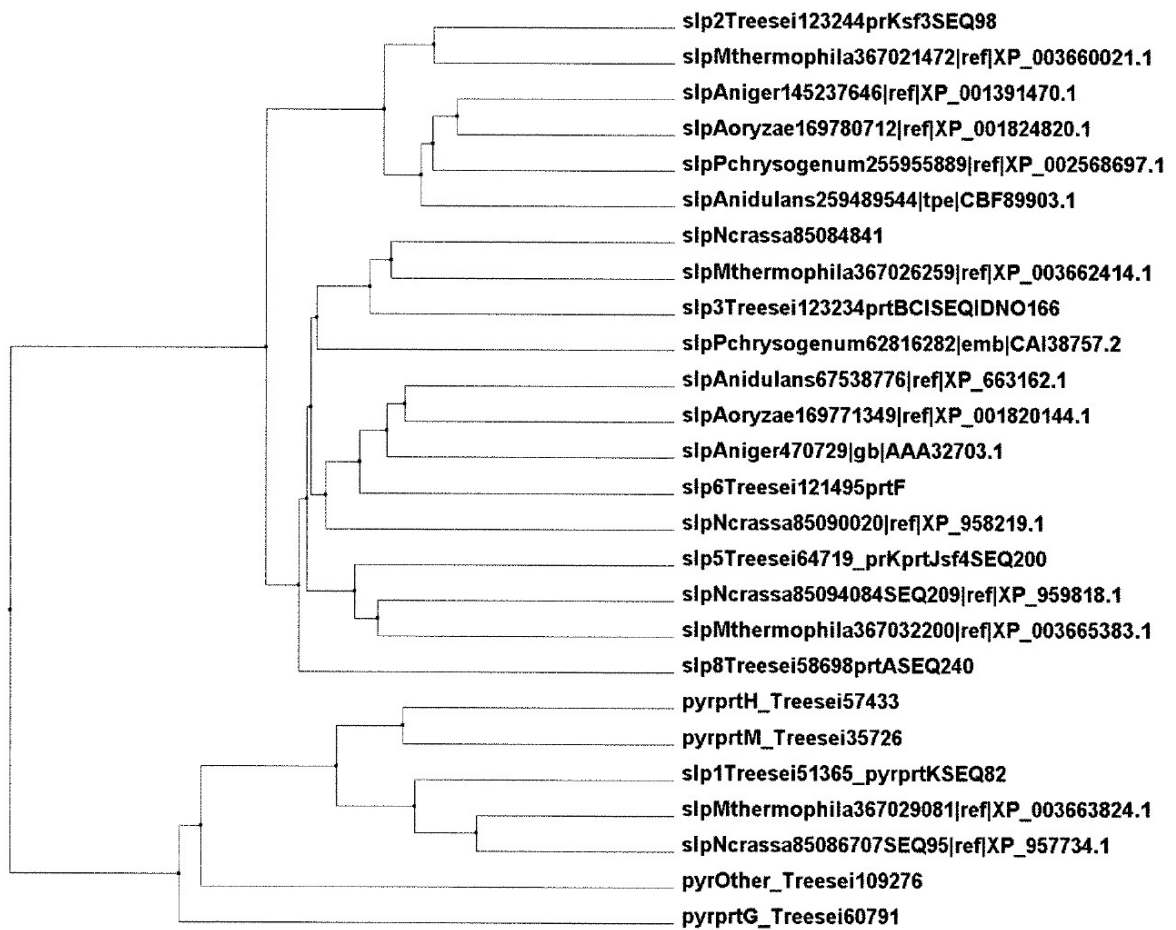 slp2Treesei123244prKsf3SEQ98
slpMthermophila367021472|ref|XP_003660021.1
slpAniger145237646|ref|XP_001391470.1
slpAoryzae169780712|ref|XP_001824820.1
slpPchrysogenum255955889|ref|XP_002568697.1
slpAnidulans259489544|tpe|CBF89903.1
slpNcrassa85084841
slpMthermophila367026259|ref|XP_003662414.1
slp3Treesei123234prtBCISEQIDNO166
slpPchrysogenum62816282|emb|CAI38757.2
slpAnidulans67538776|ref|XP_663162.1
slpAoryzae169771349|ref|XP_001820144.1
slpAniger470729|gb|AAA32703.1
slp6Treesei121495prtF
slpNcrassa85090020|ref|XP_958219.1
slp5Treesei64719_prKprtJsf4SEQ200
slpNcrassa85094084SEQ209|ref|XP_959818.1
slpMthermophila367032200|ref|XP_003665383.1
slp8Treesei58698prtASEQ240
pyrprtH_Treesei57433
pyrprtM_Treesei35726
slp1Treesei51365_pyrprtKSEQ82
slpMthermophila367029081|ref|XP_003663824.1
slpNcrassa85086707SEQ95|ref|XP_957734.1
pyrOther_Treesei109276
pyrprtG_Treesei60791